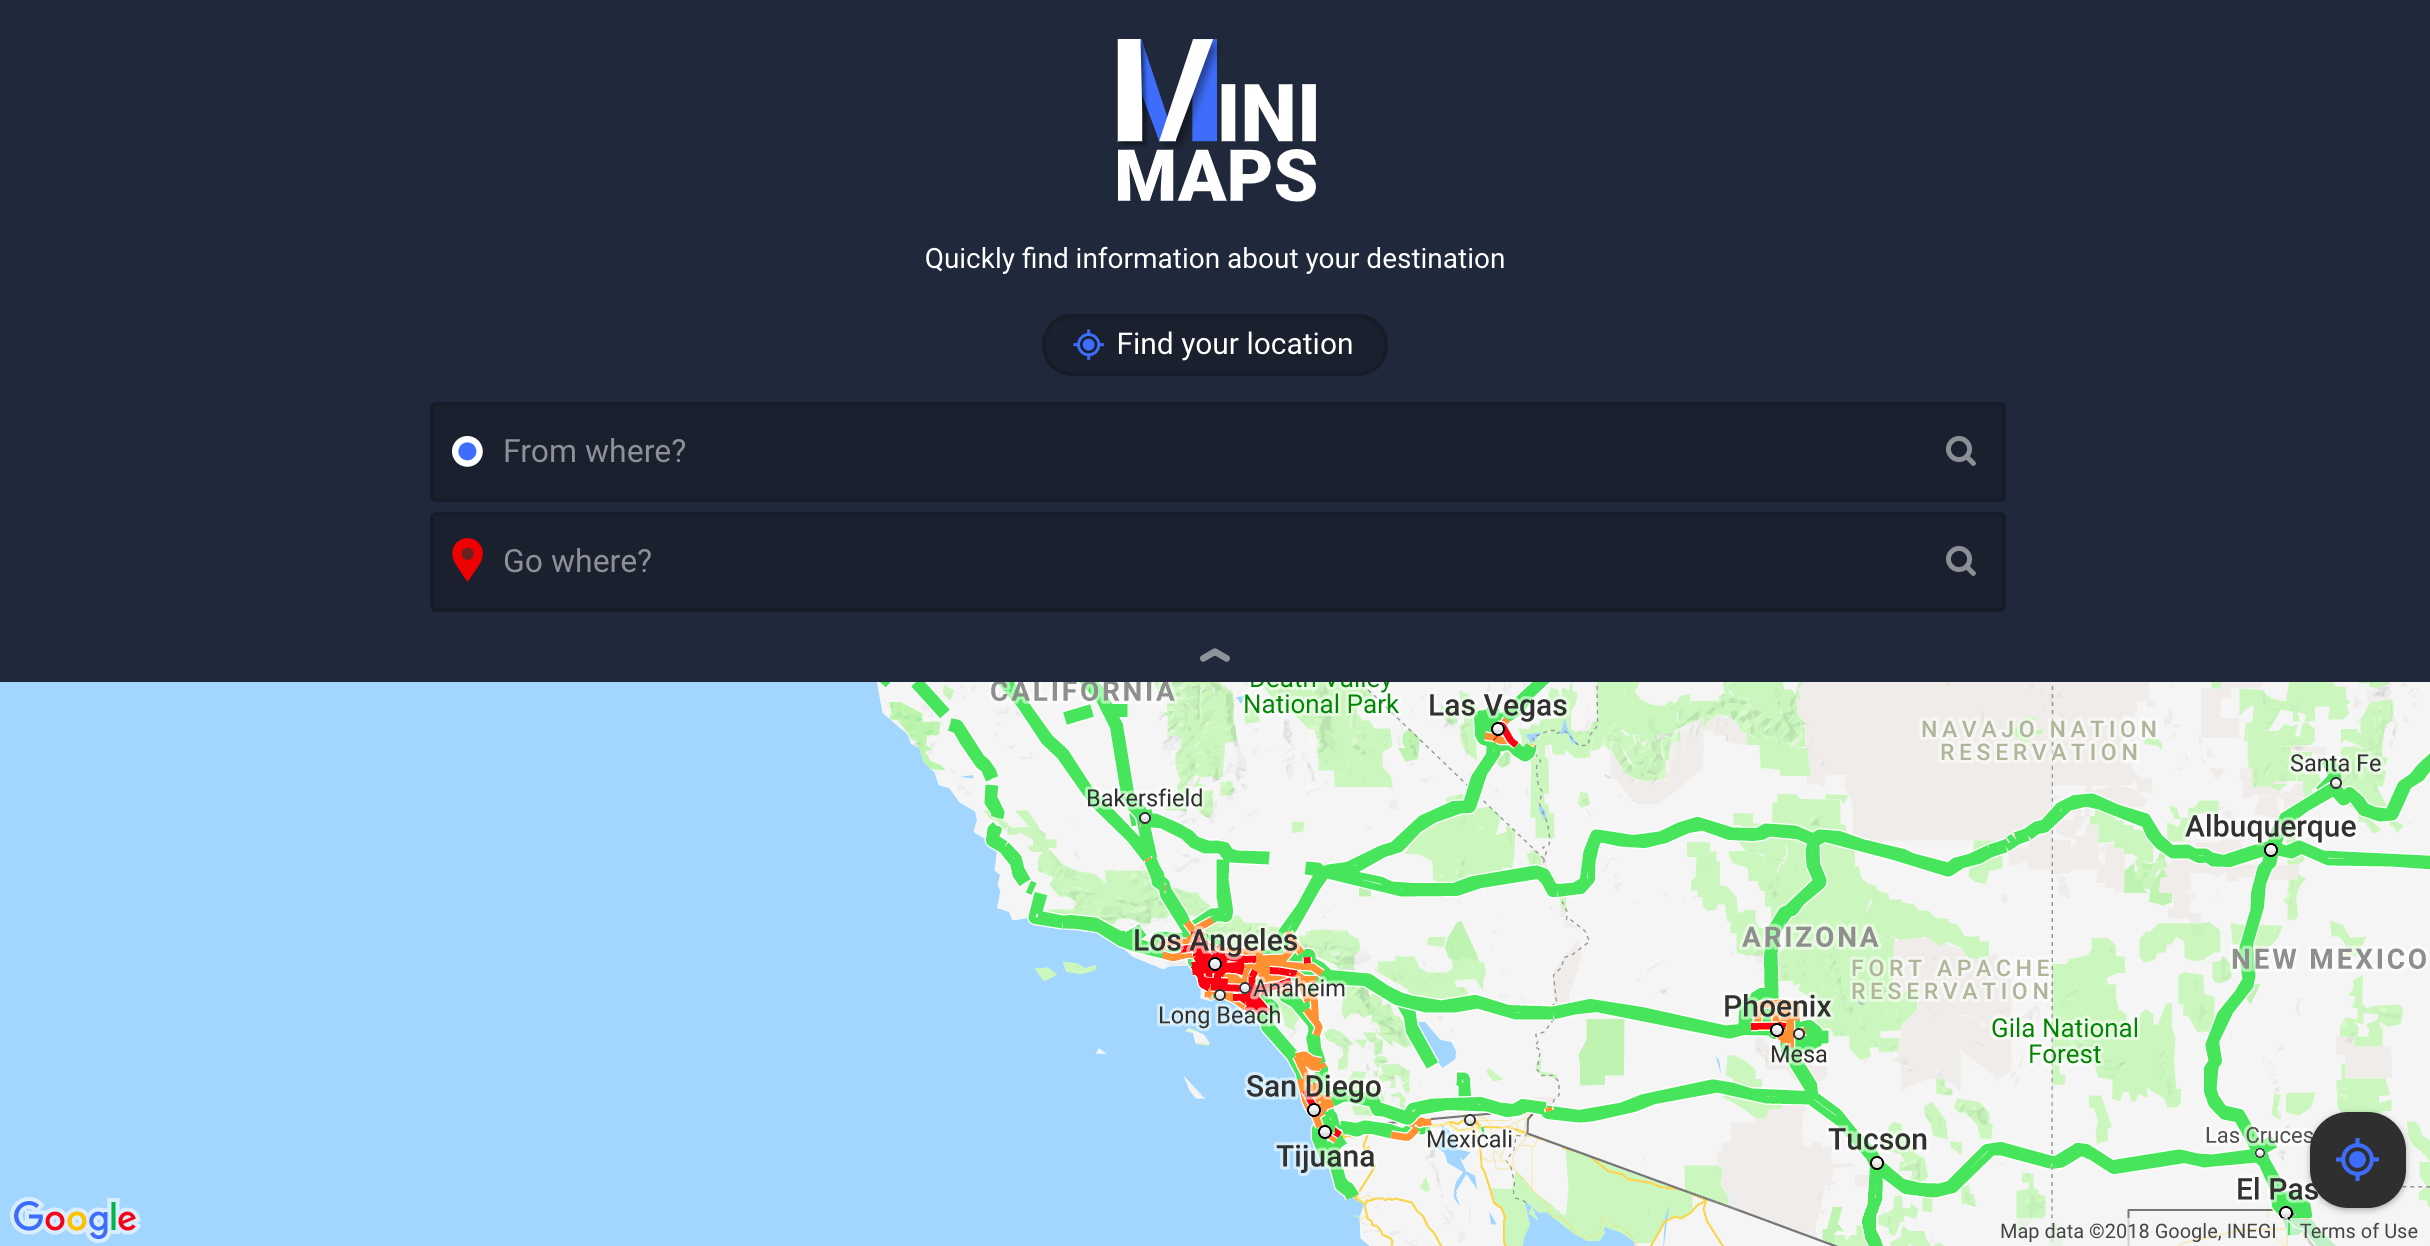 MINI
MAPS
Quickly find information about your destination
Find your location
From where?
Go where?
CALIFORNIA
Death Valley
National Park
Las Vegas
NAVAJO NATION
RESERVATION
Santa Fe
Bakersfield
Albuquerque
Los Angeles
ARIZONA
NEW MEXICO
FORT APACHE
RESERVATION
Anaheim
Long Beach
Phoenix
Mesa
Gila National
Forest
San Diego
Mexicali
Tijuana
Tucson
Las Cruces
El Pas
Google
Map data ©2018 Google, INEGI
Terms of Use